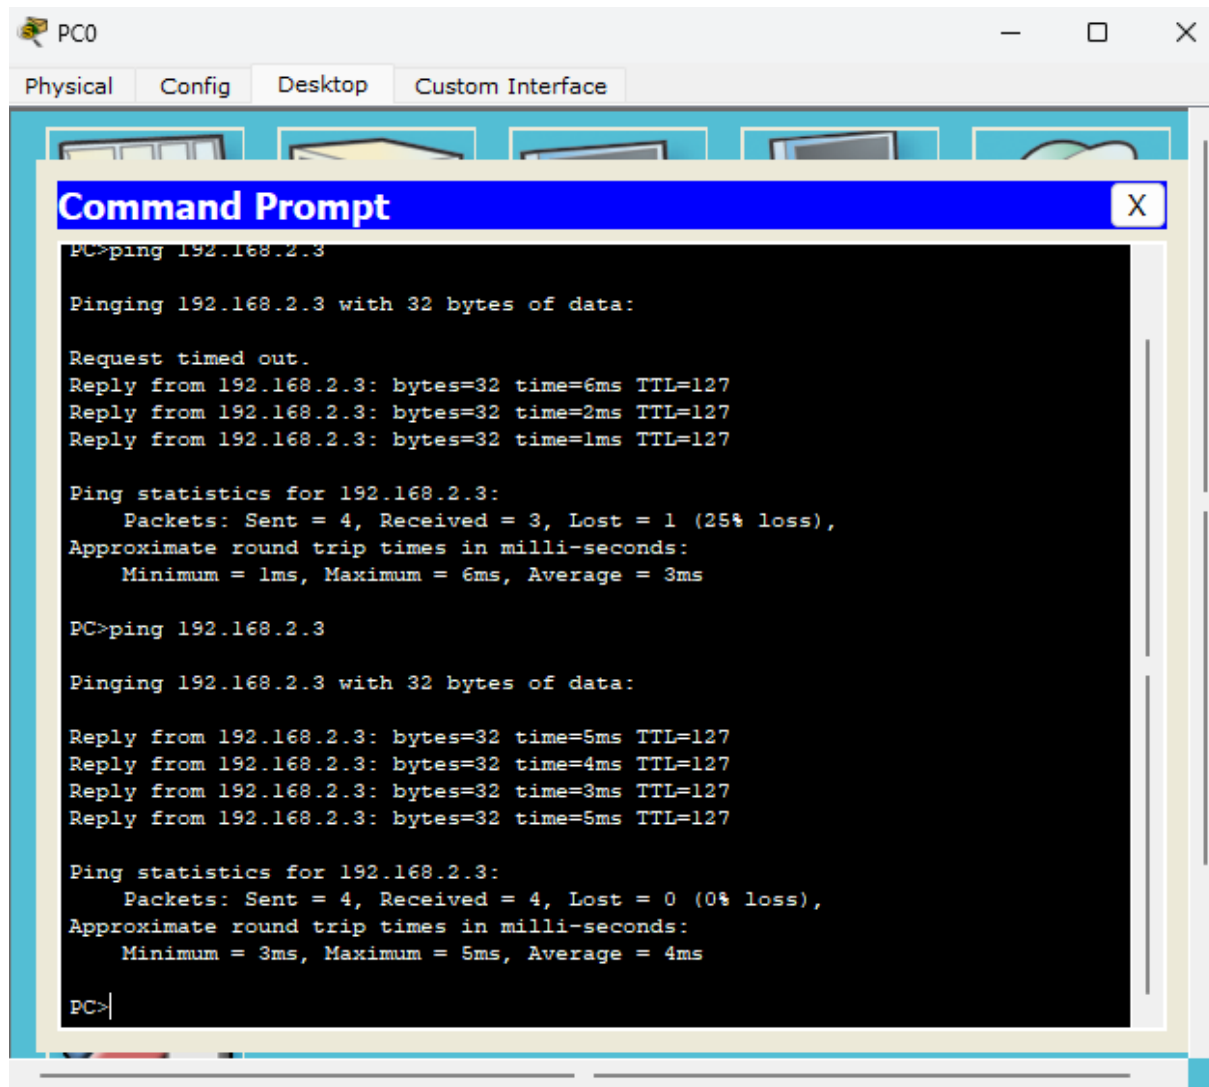 PC0
Physical Config Desktop Custom Interface
Command Prompt X
PC>ping 192.168.2.3
Pinging 192.168.2.3 with 32 bytes of data:
Request timed out.
Reply from 192.168.2.3: bytes=32 time=6ms TTL=127
Reply from 192.168.2.3: bytes=32 time=2ms TTL=127
Reply from 192.168.2.3: bytes=32 time=1ms TTL=127
Ping statistics for 192.168.2.3:
Packets: Sent = 4, Received = 3, Lost = 1 (25% loss),
Approximate round trip times in milli-seconds:
Minimum = 1ms, Maximum = 6ms, Average = 3ms
PC>ping 192.168.2.3
Pinging 192.168.2.3 with 32 bytes of data:
Reply from 192.168.2.3: bytes=32 time=5ms TTL=127
Reply from 192.168.2.3: bytes=32 time=4ms TTL=127
Reply from 192.168.2.3: bytes=32 time=3ms TTL=127
Reply from 192.168.2.3: bytes=32 time=5ms TTL=127
Ping statistics for 192.168.2.3:
Packets: Sent = 4, Received = 4, Lost = 0 (0% loss),
Approximate round trip times in milli-seconds:
Minimum = 3ms, Maximum = 5ms, Average = 4ms
PC>